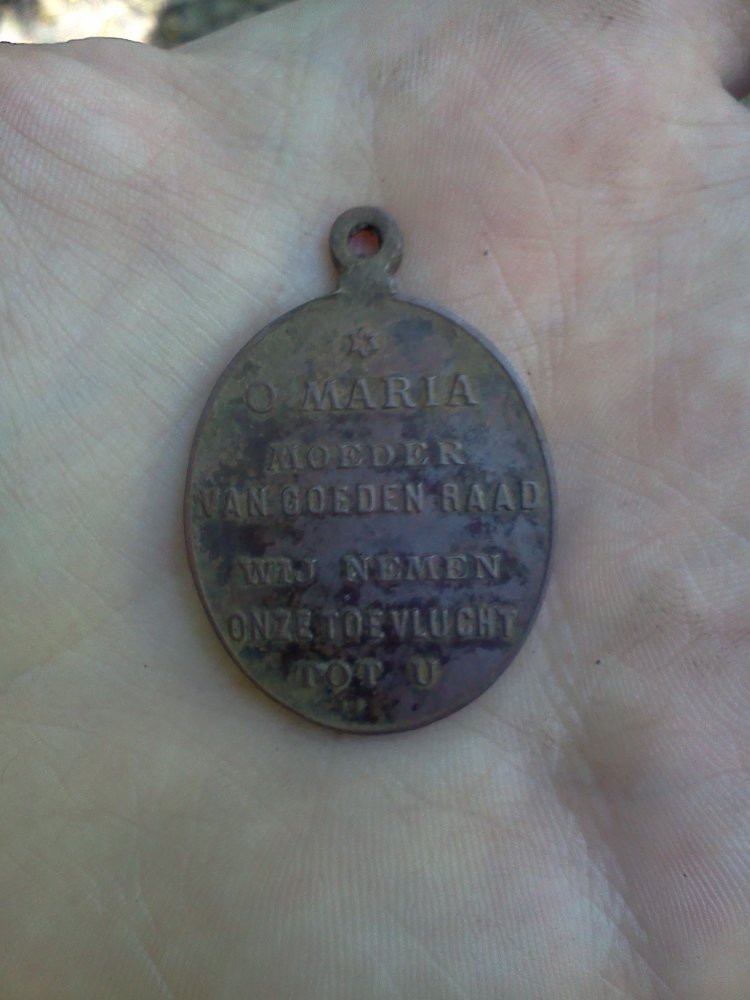 O MARIA
MOEDER
VAN GOEDEN RAAD
WIJ NEMEN
ONZE TOEVLUCHT
TOT U